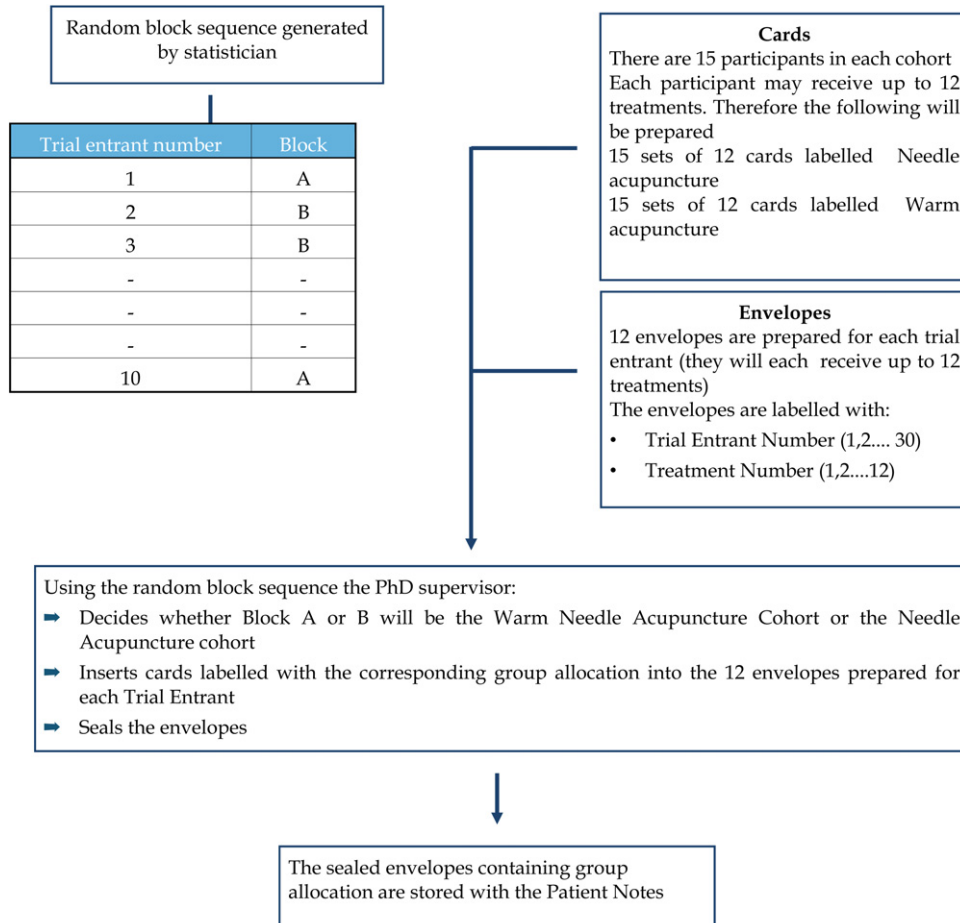 Random block sequence generated
by statistician
Trial entrant number Block
1 A
2 B
3 B
- -
- -
- -
10 A
Cards
There are 15 participants in each cohort
Each participant may receive up to 12
treatments. Therefore the following will
be prepared
15 sets of 12 cards labelled Needle
acupuncture
15 sets of 12 cards labelled Warm
acupuncture
Envelopes
12 envelopes are prepared for each trial
entrant (they will each receive up to 12
treatments)
The envelopes are labelled with:
• Trial Entrant Number (1,2.... 30)
• Treatment Number (1,2....12)
Using the random block sequence the PhD supervisor:
➡ Decides whether Block A or B will be the Warm Needle Acupuncture Cohort or the Needle
Acupuncture cohort
➡ Inserts cards labelled with the corresponding group allocation into the 12 envelopes prepared for
each Trial Entrant
➡ Seals the envelopes
The sealed envelopes containing group
allocation are stored with the Patient Notes